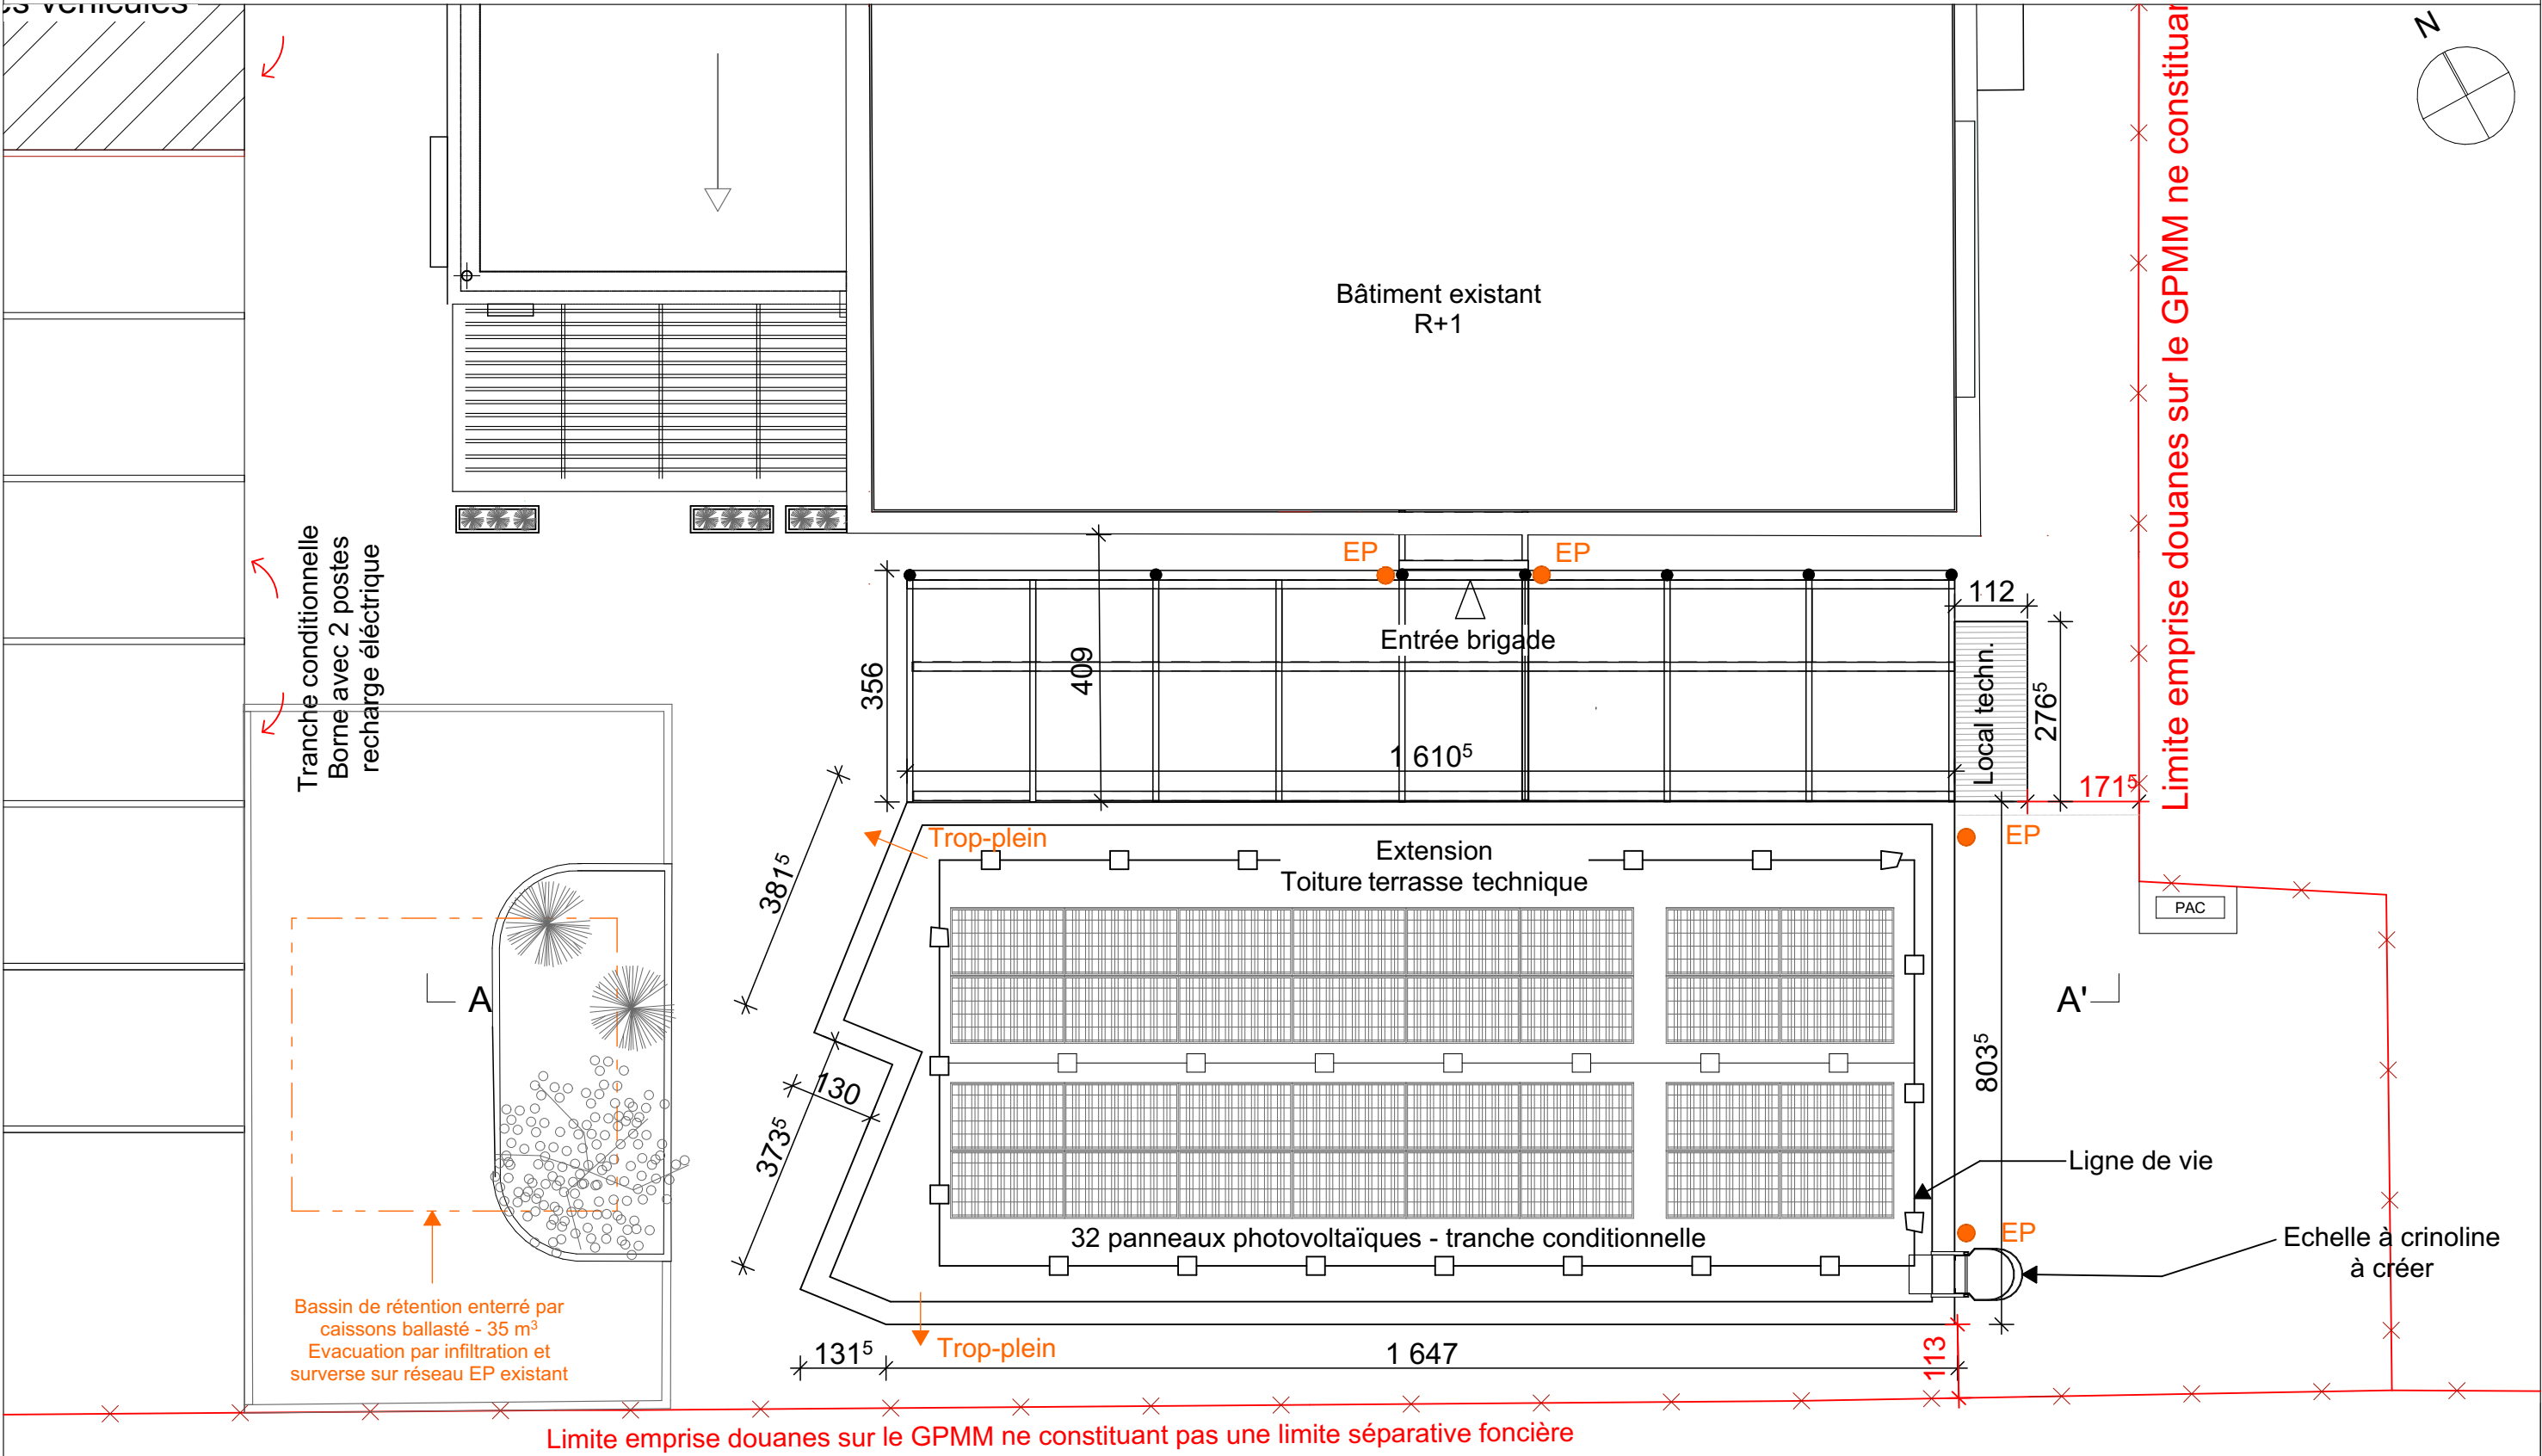 es véhicules
N
Limite emprise douanes sur le GPMM ne constituan
Bâtiment existant
R+1
Tranche conditionnelle
Borne avec 2 postes
recharge éléctrique
EP
EP
Entrée brigade
112
356
409
1 610⁵
Local techn.
276⁵
171⁵
Trop-plein
EP
381⁵
Extension
Toiture terrasse technique
PAC
A
A'
130
373⁵
803⁵
Ligne de vie
EP
32 panneaux photovoltaïques - tranche conditionnelle
Echelle à crinoline
à créer
Bassin de rétention enterré par
caissons ballasté - 35 m³
Evacuation par infiltration et
surverse sur réseau EP existant
Trop-plein
131⁵
1 647
113
Limite emprise douanes sur le GPMM ne constituant pas une limite séparative foncière